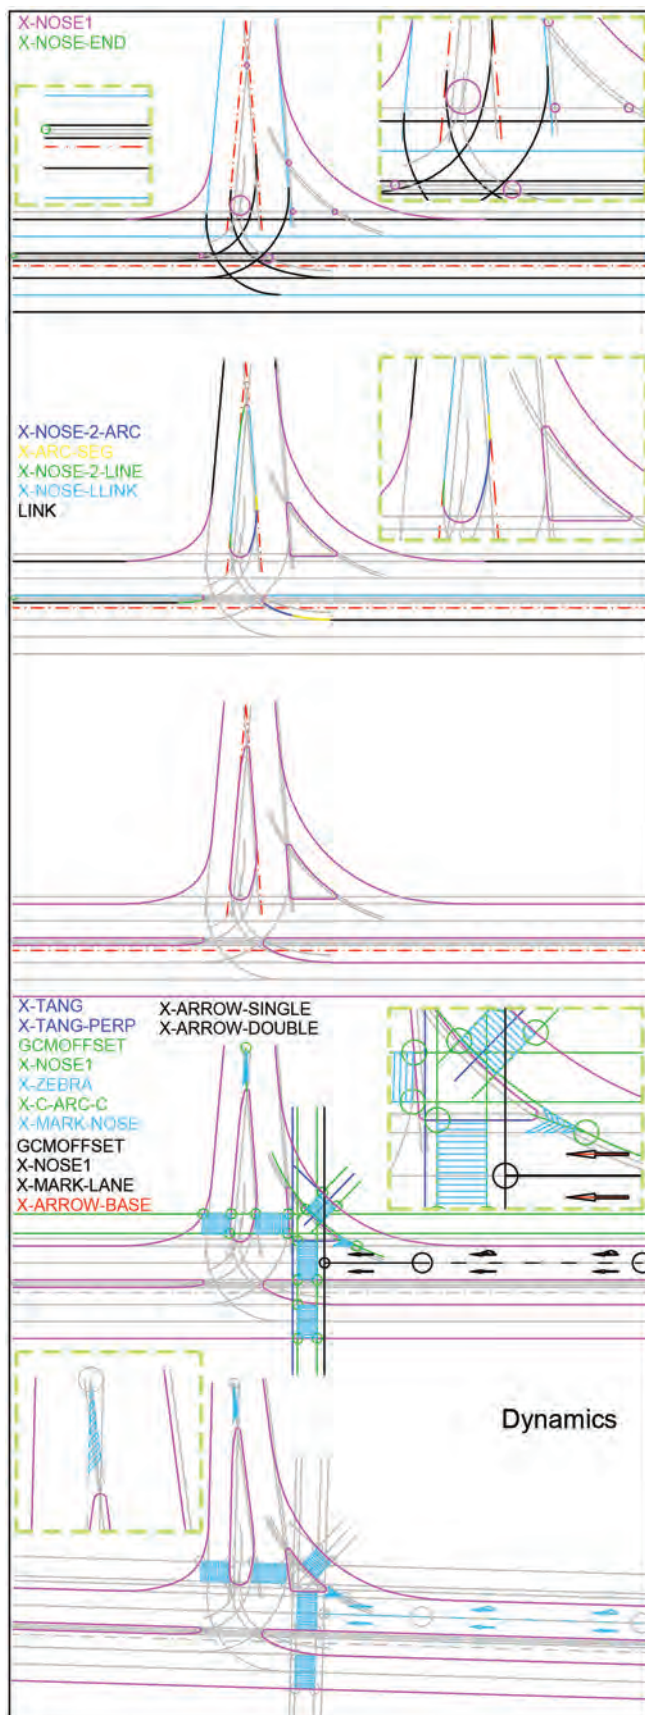 X-NOSE1
X-NOSE-END
X-NOSE-2-ARC
X-ARC-SEG
X-NOSE-2-LINE
X-NOSE-LLINK
LINK
X-TANG
X-TANG-PERP
GCMOFFSET
X-NOSE1
X-ZEBRA
X-C-ARC-C
X-MARK-NOSE
GCMOFFSET
X-NOSE1
X-MARK-LANE
X-ARROW-BASE
X-ARROW-SINGLE
X-ARROW-DOUBLE
Dynamics